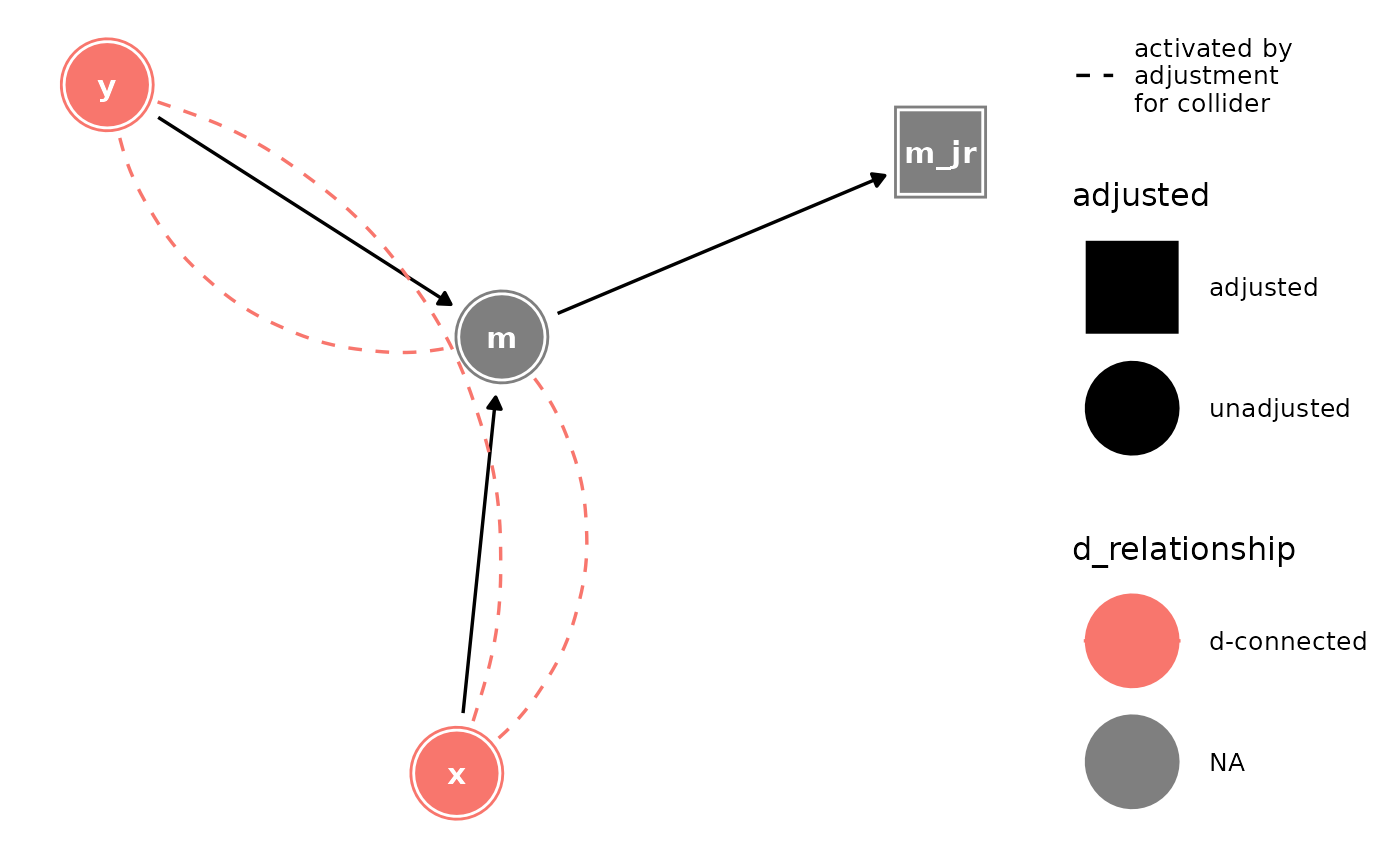 y
m_jr
m
x
activated by
adjustment
for collider
adjusted
adjusted
unadjusted
d_relationship
d-connected
NA